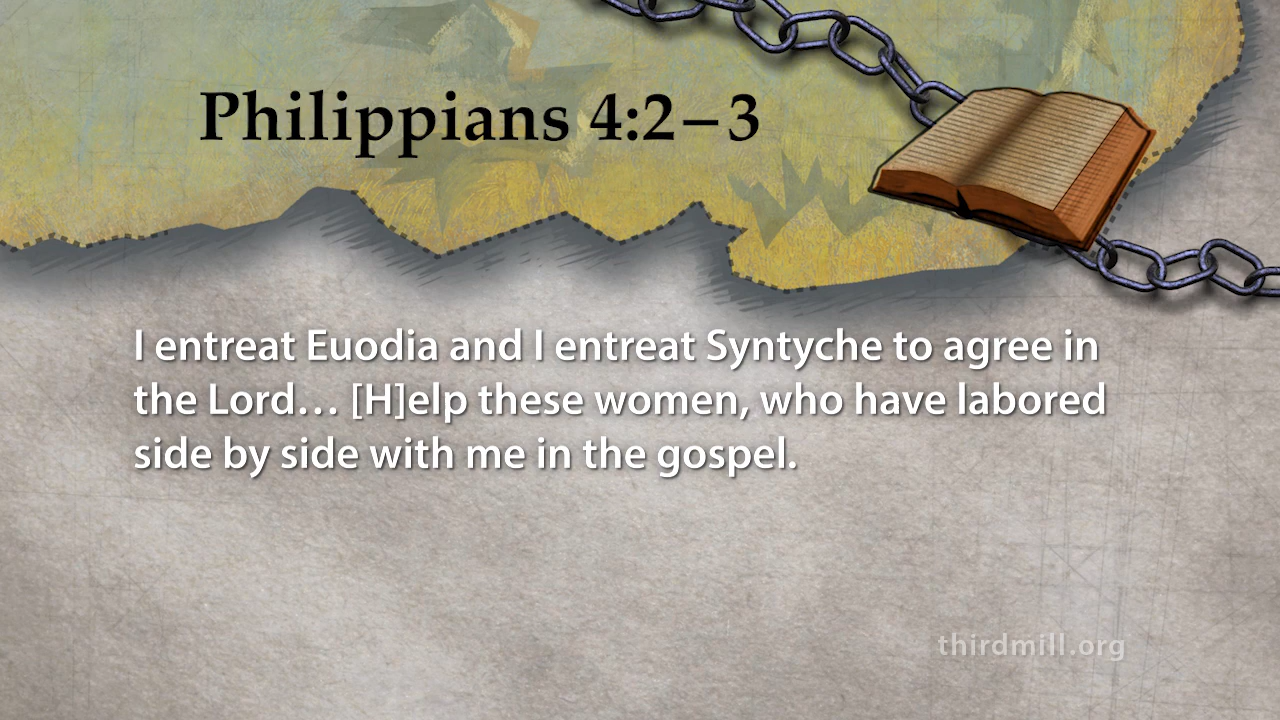 Philippians 4:2–3
I entreat Euodia and I entreat Syntyche to agree in
the Lord… [H]elp these women, who have labored
side by side with me in the gospel.
thirdmill.org